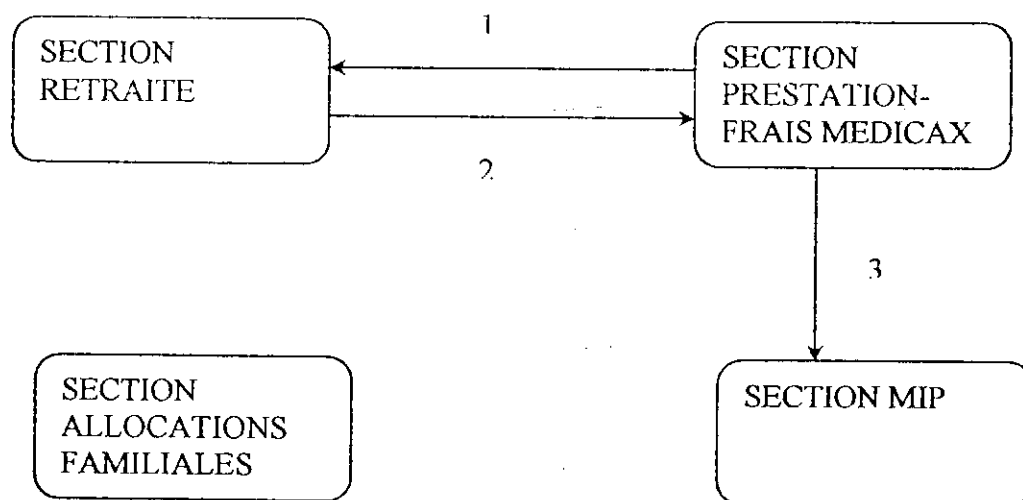 1
SECTION
RETRAITE
SECTION
PRESTATION-
FRAIS MEDICAX
2
3
SECTION
ALLOCATIONS
FAMILIALES
SECTION MIP